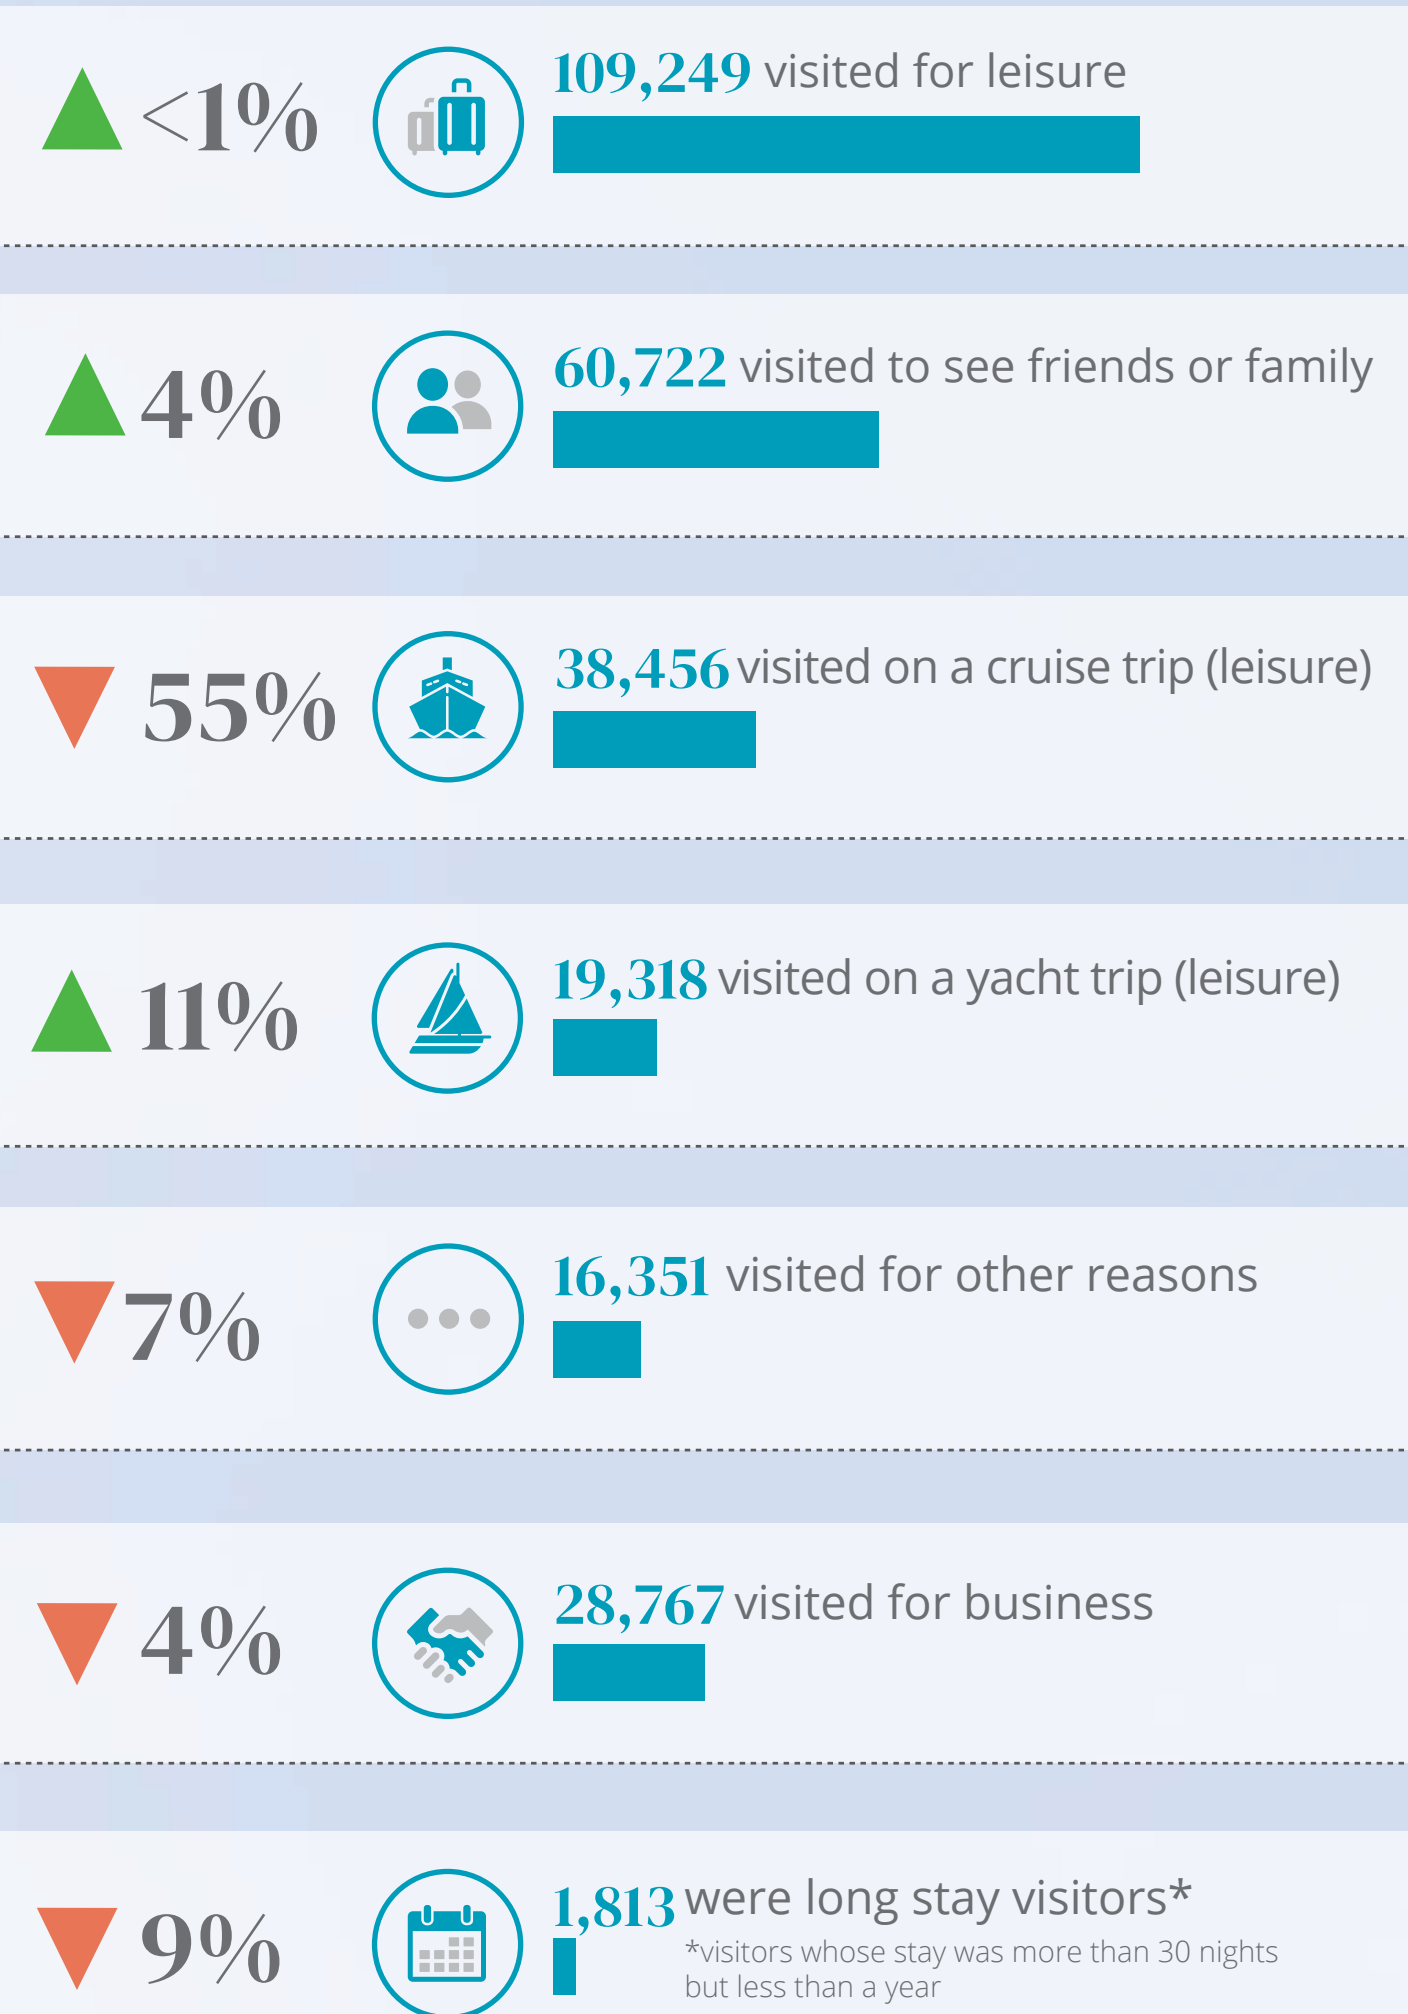 <1%
109,249 visited for leisure
4%
60,722 visited to see friends or family
55%
38,456 visited on a cruise trip (leisure)
11%
19,318 visited on a yacht trip (leisure)
7%
16,351 visited for other reasons
4%
28,767 visited for business
9%
1,813 were long stay visitors*
*visitors whose stay was more than 30 nights
but less than a year